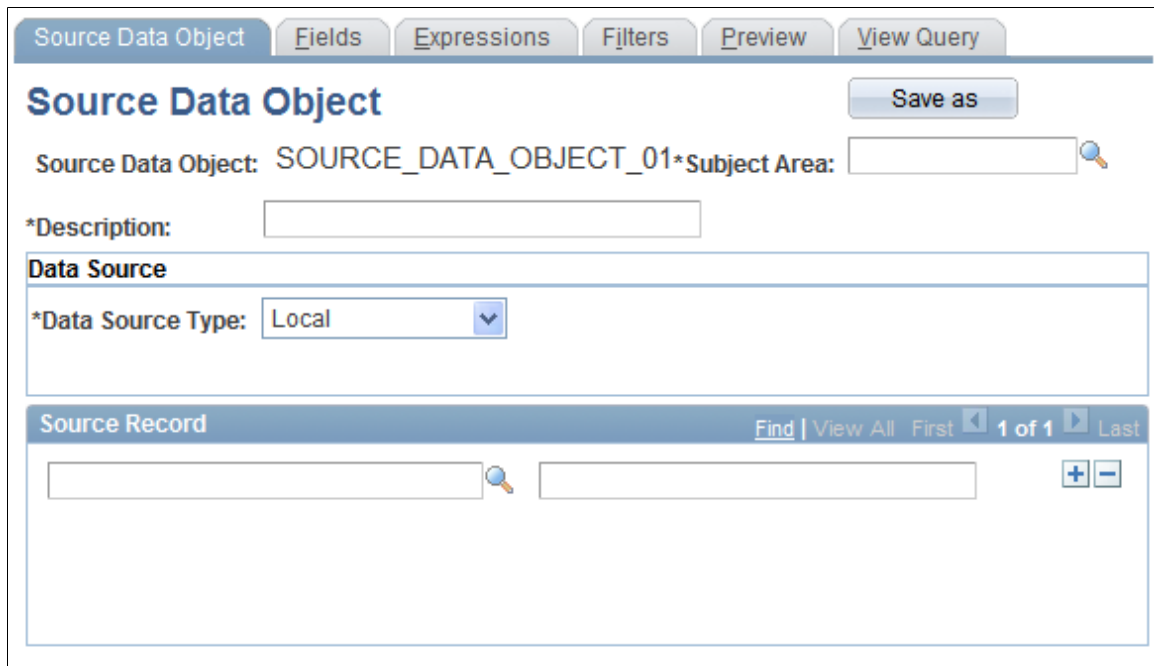 Source Data Object Fields Expressions Filters Preview View Query
Source Data Object Save as
Source Data Object: SOURCE_DATA_OBJECT_01 *Subject Area:
*Description:
Data Source
*Data Source Type: Local
Source Record Find | View All First 1 of 1 Last